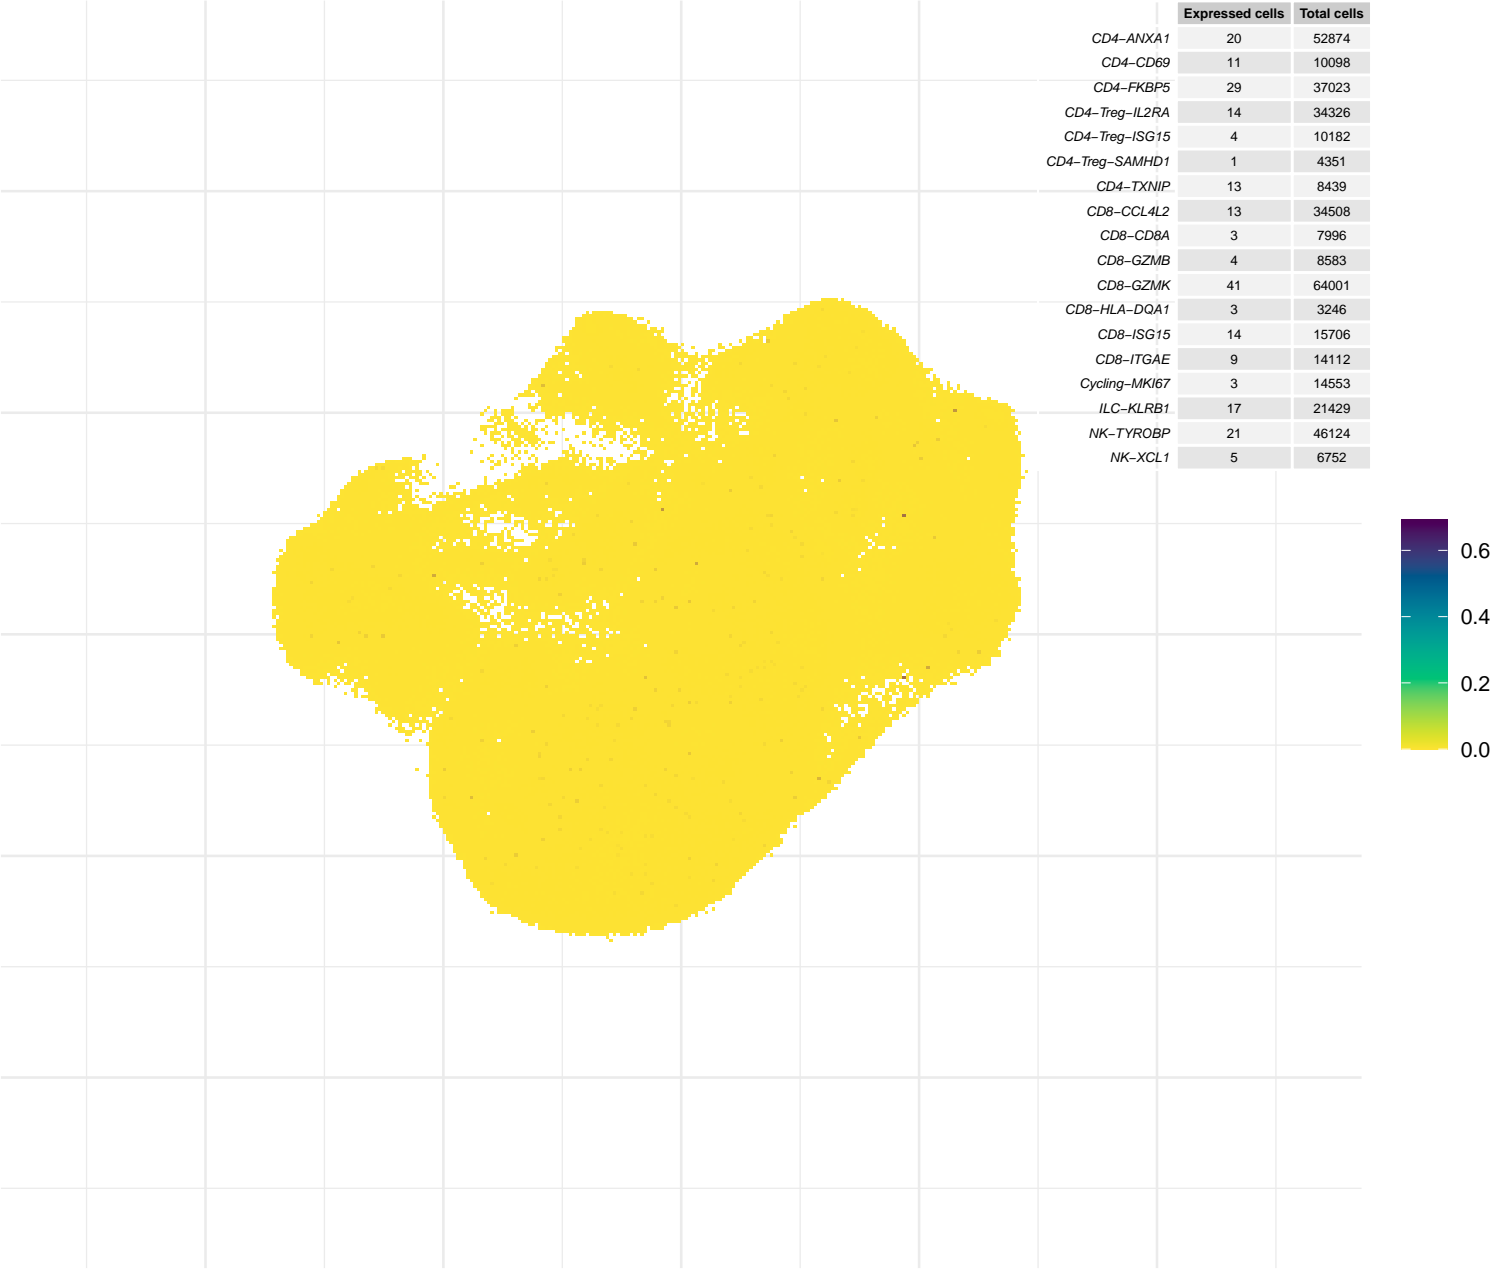 Expressed cells Total cells
CD4−ANXA1 20 52874
CD4−CD69 11 10098
CD4−FKBP5 29 37023
CD4−Treg−IL2RA 14 34326
CD4−Treg−ISG15 4 10182
CD4−Treg−SAMHD1 1 4351
CD4−TXNIP 13 8439
CD8−CCL4L2 13 34508
CD8−CD8A 3 7996
CD8−GZMB 4 8583
CD8−GZMK 41 64001
CD8−HLA−DQA1 3 3246
CD8−ISG15 14 15706
CD8−ITGAE 9 14112
Cycling−MKI67 3 14553
ILC−KLRB1 17 21429
NK−TYROBP 21 46124
NK−XCL1 5 6752
0.6
0.4
0.2
0.0